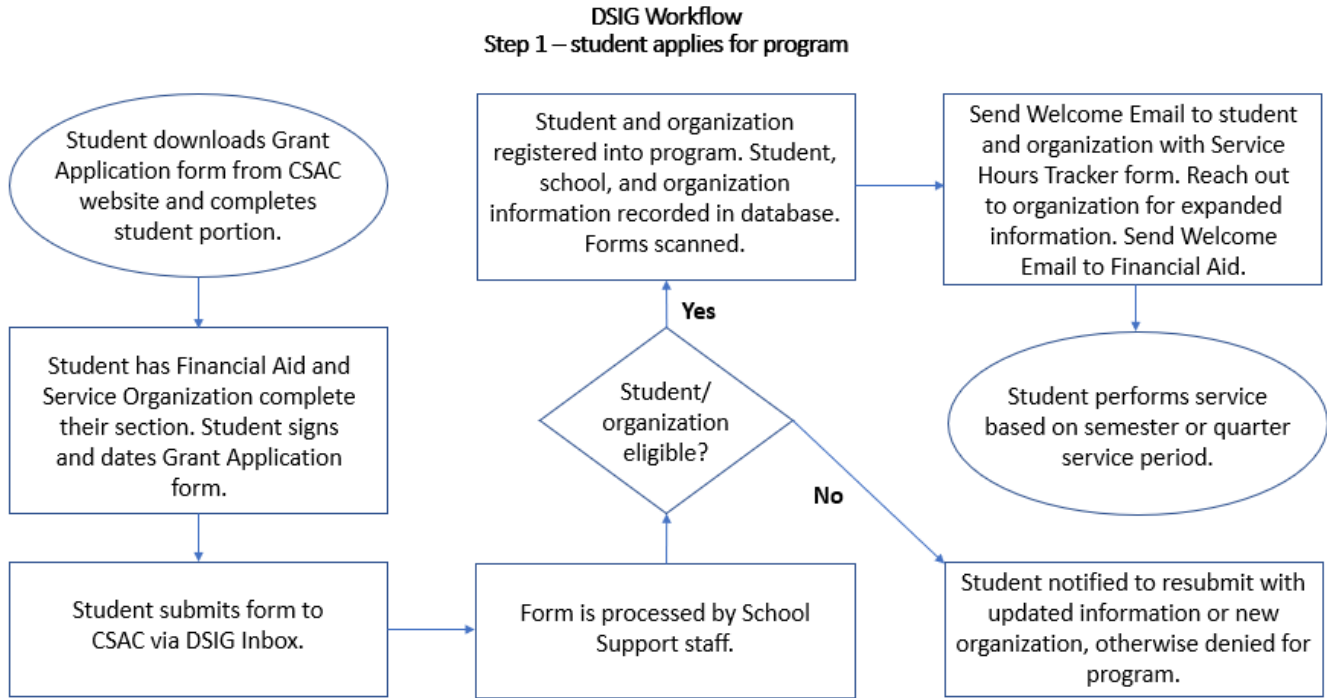 DSIG Workflow
Step 1 – student applies for program
Student downloads Grant
Application form from CSAC
website and completes
student portion.
Student has Financial Aid and
Service Organization complete
their section. Student signs
and dates Grant Application
form.
Student submits form to
CSAC via DSIG Inbox.
Form is processed by School
Support staff.
Student/
organization
eligible?
Yes
No
Student and organization
registered into program. Student,
school, and organization
information recorded in database.
Forms scanned.
Send Welcome Email to student
and organization with Service
Hours Tracker form. Reach out
to organization for expanded
information. Send Welcome
Email to Financial Aid.
Student performs service
based on semester or quarter
service period.
Student notified to resubmit with
updated information or new
organization, otherwise denied for
program.